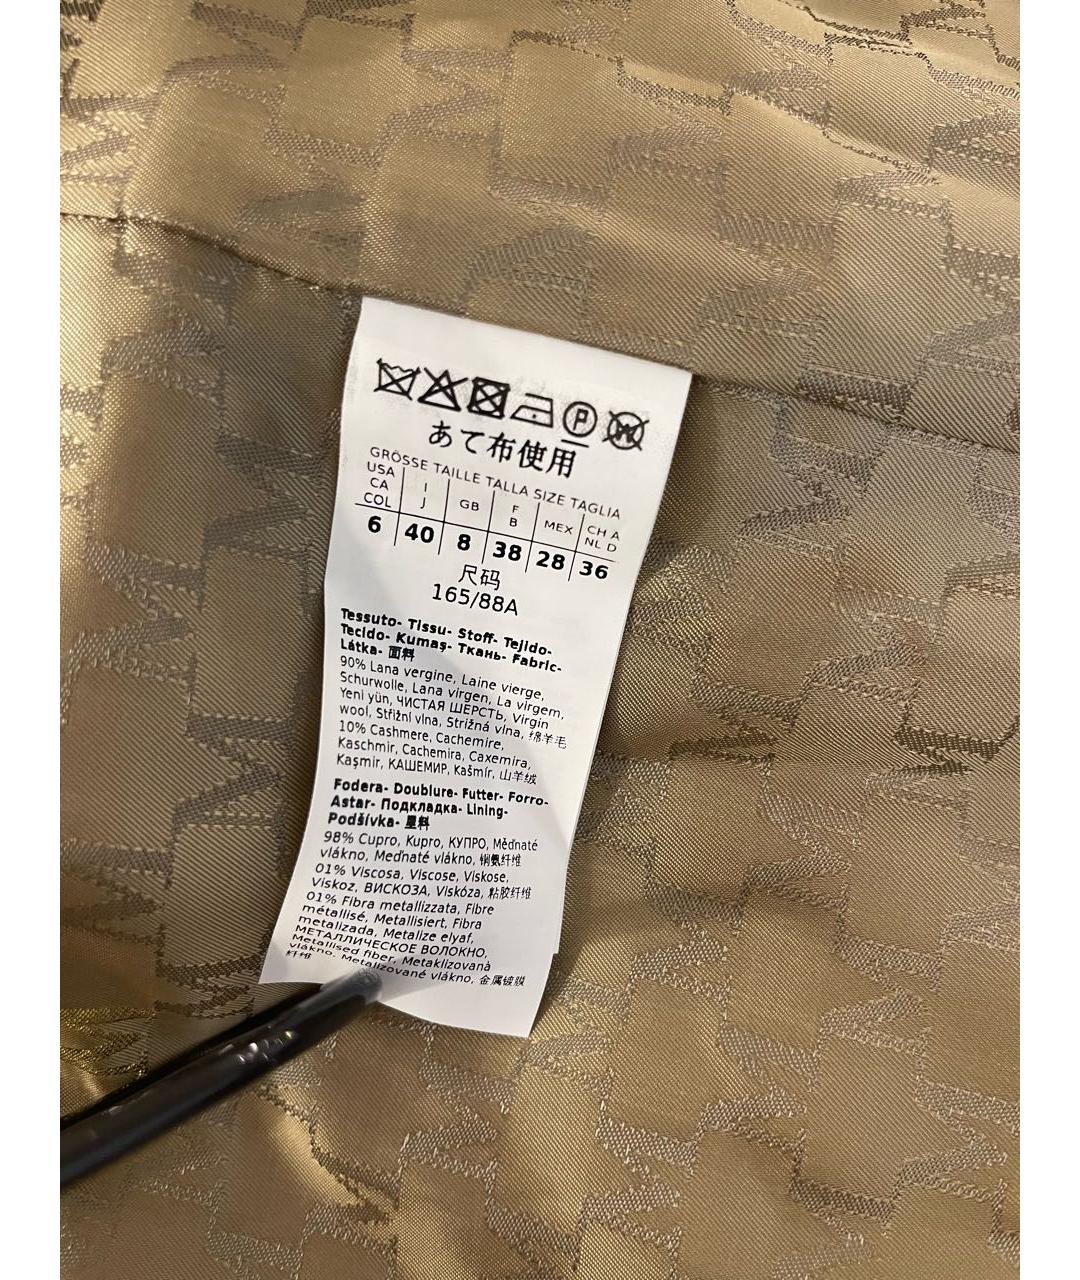 P W
あて布使用
GRÖSSE TAILLE TALLA SIZE TAGLIA
USA CA COL I J GB F B MEX CH A NL D
6 40 8 38 28 36
尺码
165/88A
Tessuto- Tissu- Stoff- Tejido-
Tecido- Kumaş- Ткань- Fabric-
Látka- 面料
90% Lana vergine, Laine vierge,
Schurwolle, Lana virgen, La virgem,
Yeni yün, ЧИСТАЯ ШЕРСТЬ, Virgin
wool, Střižní vlna, Strižná vlna, 绵羊毛
10% Cashmere, Cachemire,
Kaschmir, Cachemira, Caxemira,
Kaşmir, КАШЕМИР, Kašmír, 山羊绒
Fodera- Doublure- Futter- Forro-
Astar- Подкладка- Lining-
Podšívka- 里料
98% Cupro, Kupro, КУПРО, Měďnaté
vlákno, Meďnaté vlákno, 铜氨纤维
01% Viscosa, Viscose, Viskose,
Viskoz, ВИСКОЗА, Viskóza, 粘胶纤维
01% Fibra metallizzata, Fibre
métallisé, Metallisiert, Fibra
metalizada, Metalize elyaf,
МЕТАЛЛИЧЕСКОЕ ВОЛОКНО,
Metallised fiber, Metaklizovanà
vlákno, Metalizované vlákno, 金属镀膜
纤维